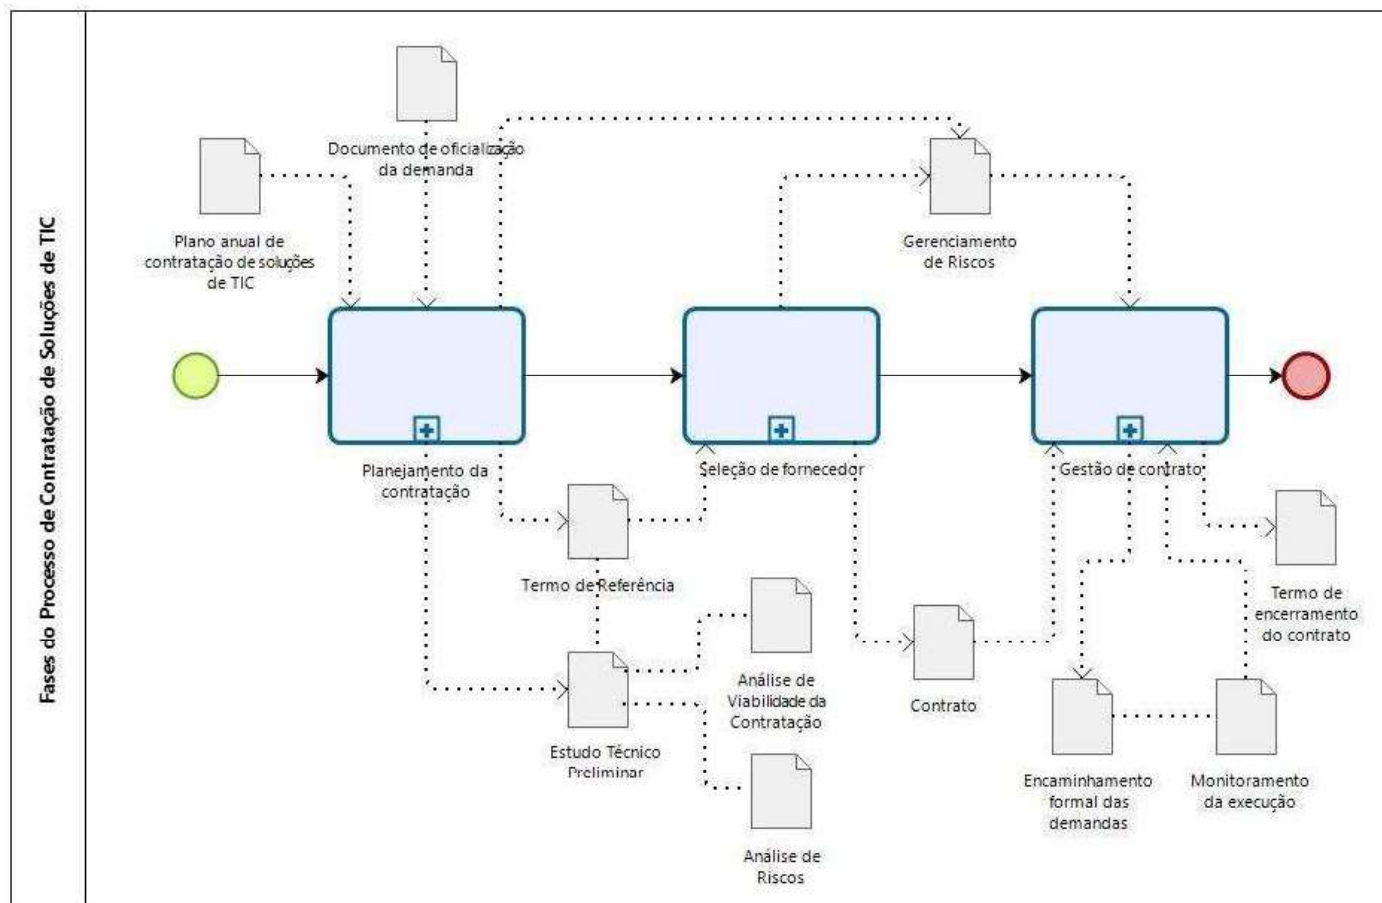 Fases do Processo de Contratação de Soluções de TIC
Documento de oficialização
da demanda
Plano anual de
contratação de soluções
de TIC
Gerenciamento
de Riscos
Planejamento da
contratação
Seleção de fornecedor
Gestão de contrato
Termo de Referência
Termo de
encerramento
do contrato
Análise de
Viabilidade da
Contratação
Contrato
Estudo Técnico
Preliminar
Encaminhamento
formal das
demandas
Monitoramento
da execução
Análise de
Riscos